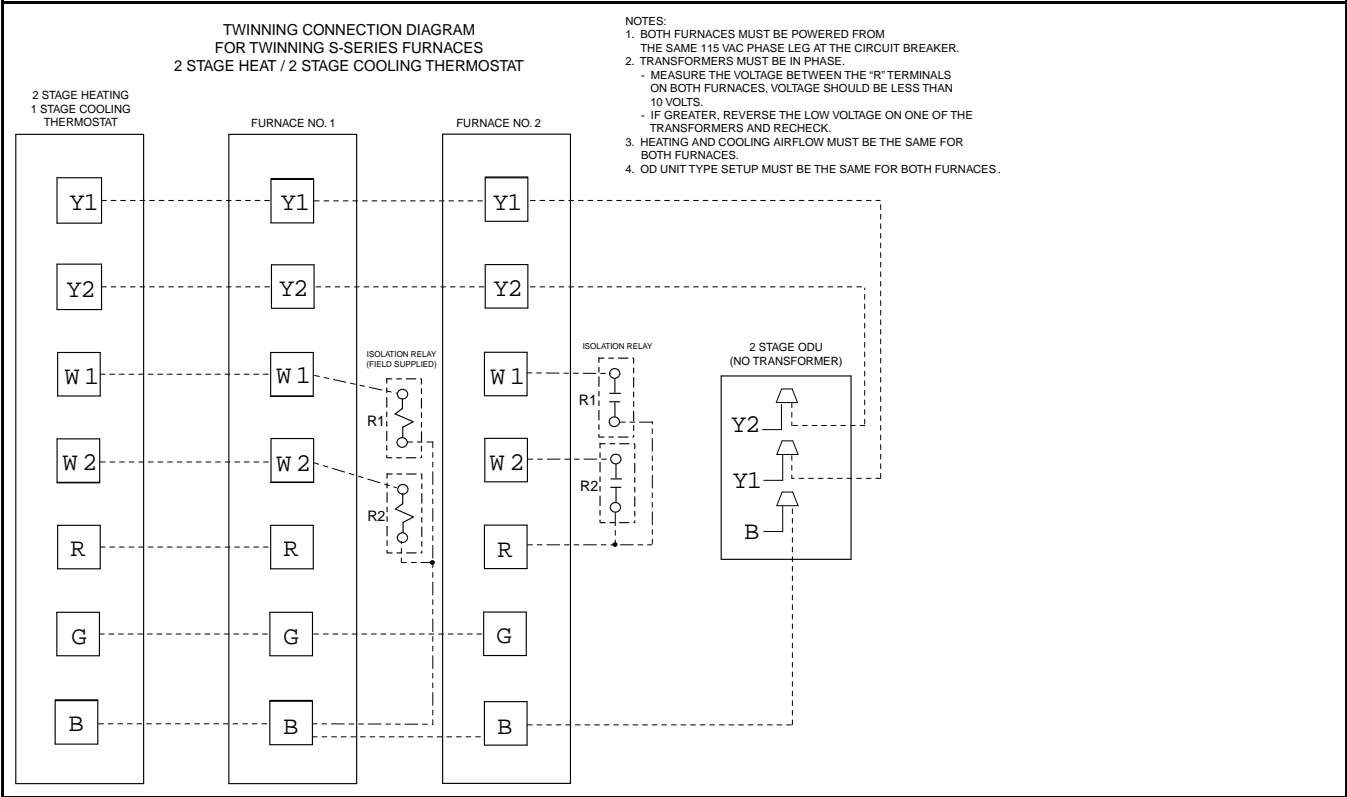 TWINNING CONNECTION DIAGRAM
FOR TWINNING S-SERIES FURNACES
2 STAGE HEAT / 2 STAGE COOLING THERMOSTAT
NOTES:
1. BOTH FURNACES MUST BE POWERED FROM
THE SAME 115 VAC PHASE LEG AT THE CIRCUIT BREAKER.
2. TRANSFORMERS MUST BE IN PHASE.
- MEASURE THE VOLTAGE BETWEEN THE “R” TERMINALS
ON BOTH FURNACES, VOLTAGE SHOULD BE LESS THAN
10 VOLTS.
- IF GREATER, REVERSE THE LOW VOLTAGE ON ONE OF THE
TRANSFORMERS AND RECHECK.
3. HEATING AND COOLING AIRFLOW MUST BE THE SAME FOR
BOTH FURNACES.
4. OD UNIT TYPE SETUP MUST BE THE SAME FOR BOTH FURNACES.
2 STAGE HEATING
1 STAGE COOLING
THERMOSTAT
Y1
Y2
W1
W2
R
G
B
FURNACE NO. 1
Y1
Y2
W1
W2
R
G
B
ISOLATION RELAY
(FIELD SUPPLIED)
R1
R2
FURNACE NO. 2
Y1
Y2
W1
W2
R
G
B
ISOLATION RELAY
R1
R2
2 STAGE ODU
(NO TRANSFORMER)
Y2
Y1
B